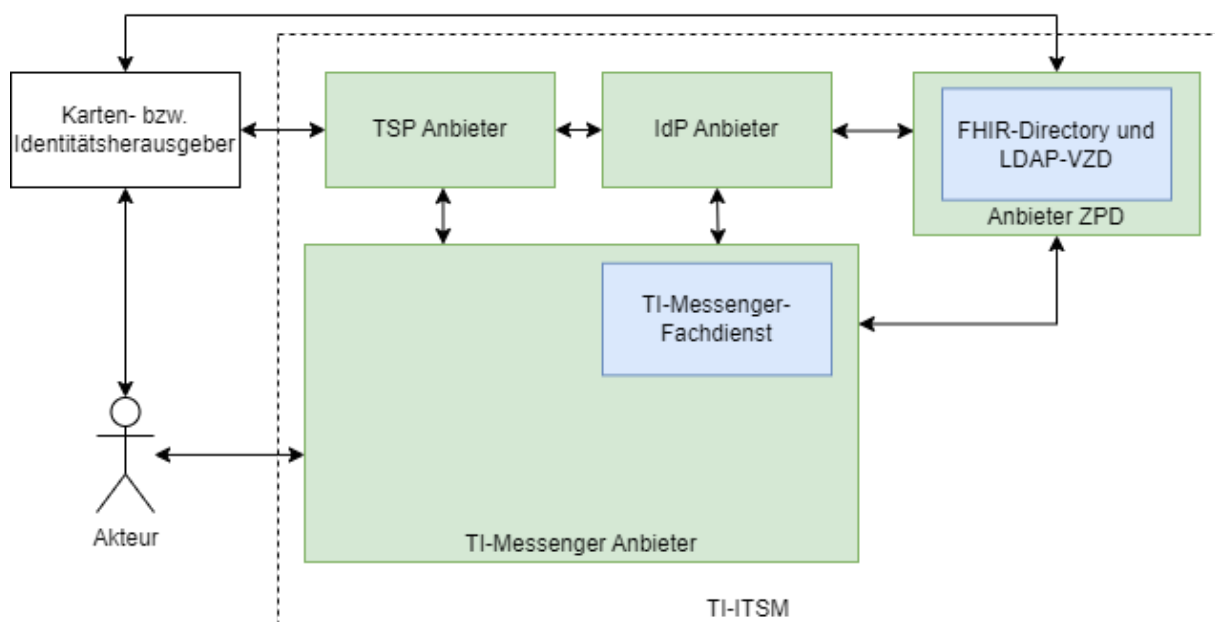 Karten- bzw.
Identitätsherausgeber
TSP Anbieter
IdP Anbieter
FHIR-Directory und
LDAP-VZD
Anbieter ZPD
TI-Messenger-
Fachdienst
Akteur
TI-Messenger Anbieter
TI-ITSM